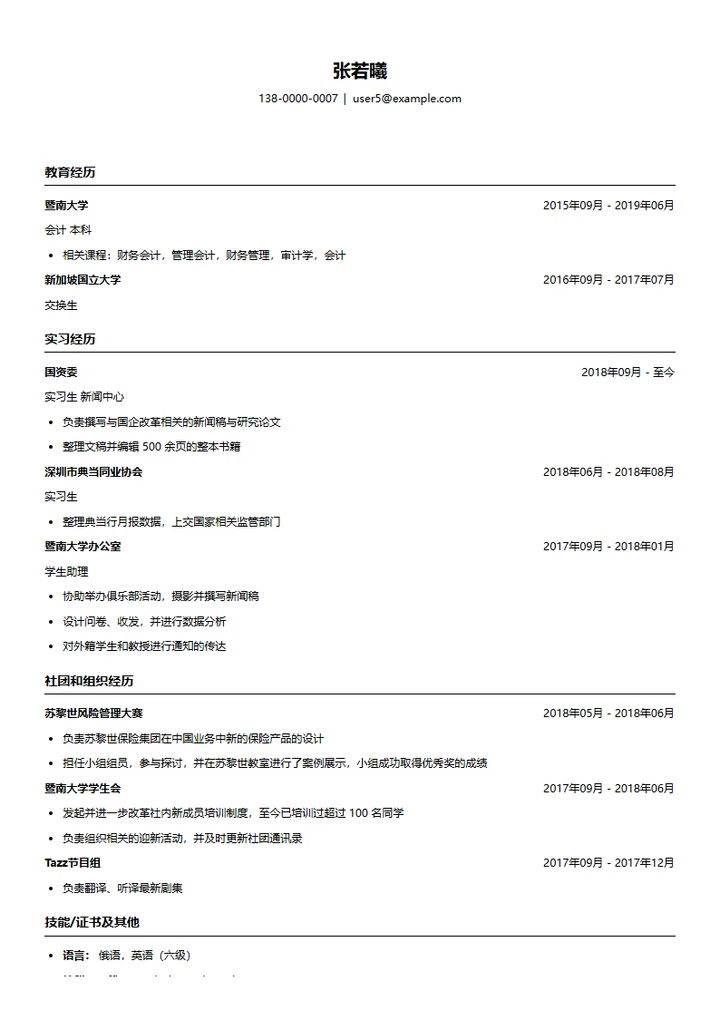 张若曦
138-0000-0007 | user5@example.com
教育经历
暨南大学 2015年09月 - 2019年06月
会计 本科
• 相关课程：财务会计，管理会计，财务管理，审计学，会计
新加坡国立大学 2016年09月 - 2017年07月
交换生
实习经历
国资委 2018年09月 - 至今
实习生 新闻中心
• 负责撰写与国企改革相关的新闻稿与研究论文
• 整理文稿并编辑 500 余页的整本书籍
深圳市典当同业协会 2018年06月 - 2018年08月
实习生
• 整理典当行月报数据，上交国家相关监管部门
暨南大学办公室 2017年09月 - 2018年01月
学生助理
• 协助举办俱乐部活动，摄影并撰写新闻稿
• 设计问卷、收发，并进行数据分析
• 对外籍学生和教授进行通知的传达
社团和组织经历
苏黎世风险管理大赛 2018年05月 - 2018年06月
• 负责苏黎世保险集团在中国业务中新的保险产品的设计
• 担任小组组员，参与探讨，并在苏黎世教室进行了案例展示，小组成功取得优秀奖的成绩
暨南大学学生会 2017年09月 - 2018年06月
• 发起并进一步改革社内新成员培训制度，至今已培训过超过 100 名同学
• 负责组织相关的迎新活动，并及时更新社团通讯录
Tazz节目组 2017年09月 - 2017年12月
• 负责翻译、听译最新剧集
技能/证书及其他
• 语言： 俄语，英语（六级）